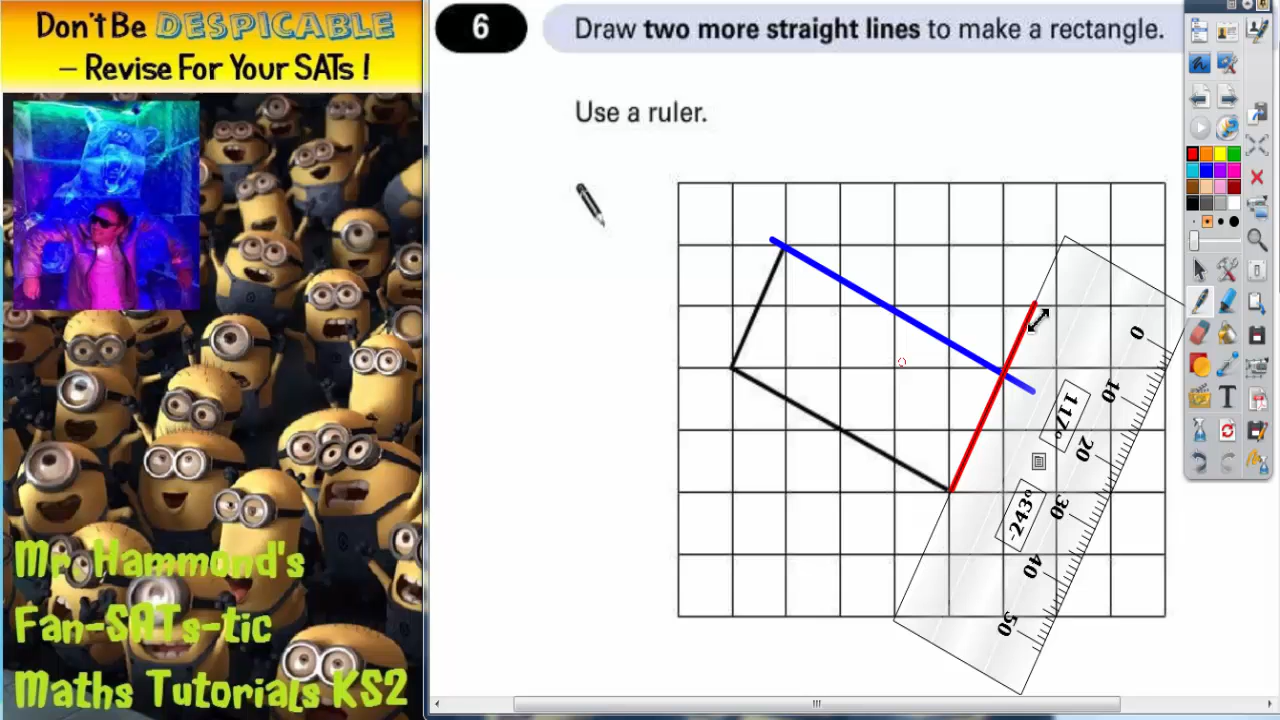 Don't Be DESPICABLE
– Revise For Your SATs !
Mr. Hammond's
Fan-SATs-tic
Maths Tutorials KS2
6
Draw two more straight lines to make a rectangle.
Use a ruler.
0
10
20
30
40
50
117°
-243°